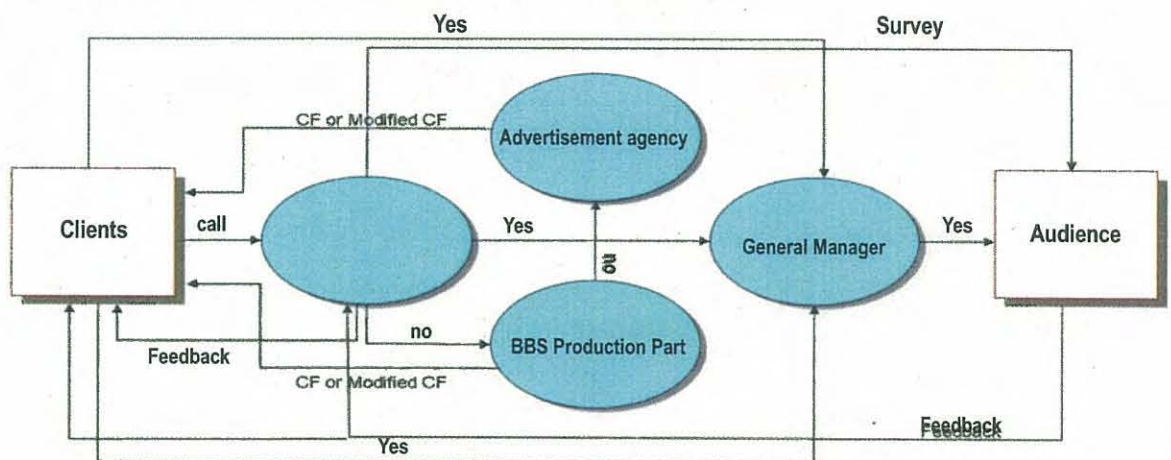 Yes
Survey
CF or Modified CF
Advertisement agency
Clients
call
Yes
General Manager
Yes
Audience
no
no
BBS Production Part
Feedback
CF or Modified CF
Feedback
Yes